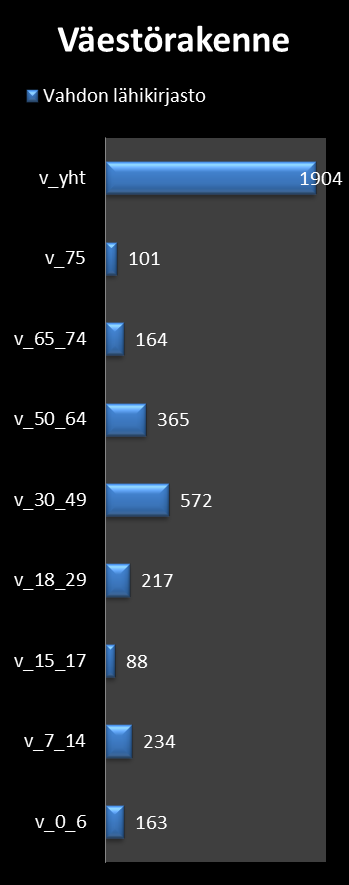 Väestörakenne
Vahdon lähikirjasto
v_yht 1904
v_75 101
v_65_74 164
v_50_64 365
v_30_49 572
v_18_29 217
v_15_17 88
v_7_14 234
v_0_6 163